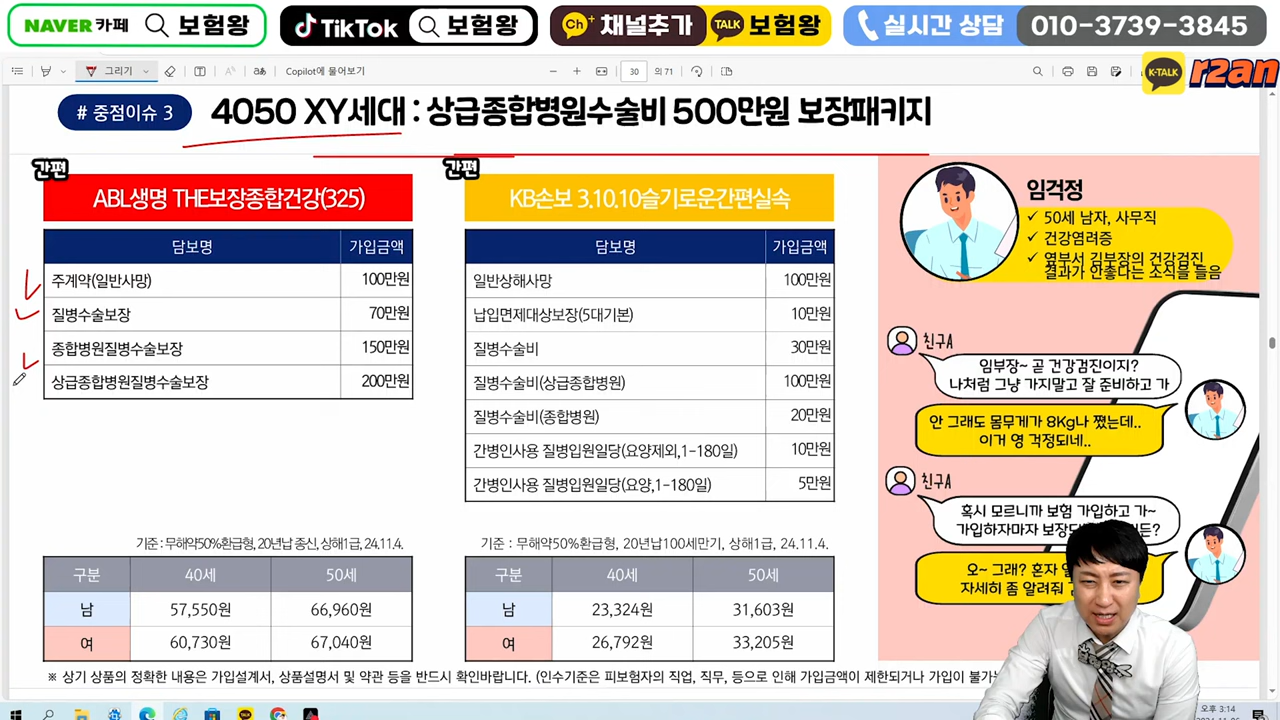 NAVER 카페 보험왕
TikTok 보험왕
Ch+ 채널추가 TALK 보험왕
실시간 상담 010-3739-3845
그리기
Copilot에 물어보기
30 의 71
K-TALK r2an
# 중점이슈 3
4050 XY세대 : 상급종합병원수술비 500만원 보장패키지
간편
ABL생명 THE보장종합건강(325)
담보명 가입금액
주계약(일반사망) 100만원
질병수술보장 70만원
종합병원질병수술보장 150만원
상급종합병원질병수술보장 200만원
기준 : 무해약50%환급형, 20년납 종신, 상해1급, 24.11.4.
구분 40세 50세
남 57,550원 66,960원
여 60,730원 67,040원
간편
KB손보 3.10.10슬기로운간편실속
담보명 가입금액
일반상해사망 100만원
납입면제대상보장(5대기본) 10만원
질병수술비 30만원
질병수술비(상급종합병원) 100만원
질병수술비(종합병원) 20만원
간병인사용 질병입원일당(요양제외,1-180일) 10만원
간병인사용 질병입원일당(요양,1-180일) 5만원
기준 : 무해약50%환급형, 20년납100세만기, 상해1급, 24.11.4.
구분 40세 50세
남 23,324원 31,603원
여 26,792원 33,205원
임걱정
✓ 50세 남자, 사무직
✓ 건강염려증
✓ 옆부서 김부장의 건강검진
결과가 안좋다는 소식을 들음
친구A
임부장~ 곧 건강검진이지?
나처럼 그냥 가지말고 잘 준비하고 가
안 그래도 몸무게가 8Kg나 쪘는데..
이거 영 걱정되네..
친구A
혹시 모르니까 보험 가입하고 가~
가입하자마자 보장
오~ 그래? 혼자
자세히 좀 알려줘
※ 상기 상품의 정확한 내용은 가입설계서, 상품설명서 및 약관 등을 반드시 확인바랍니다. (인수기준은 피보험자의 직업, 직무, 등으로 인해 가입금액이 제한되거나 가입이
오후 3:14